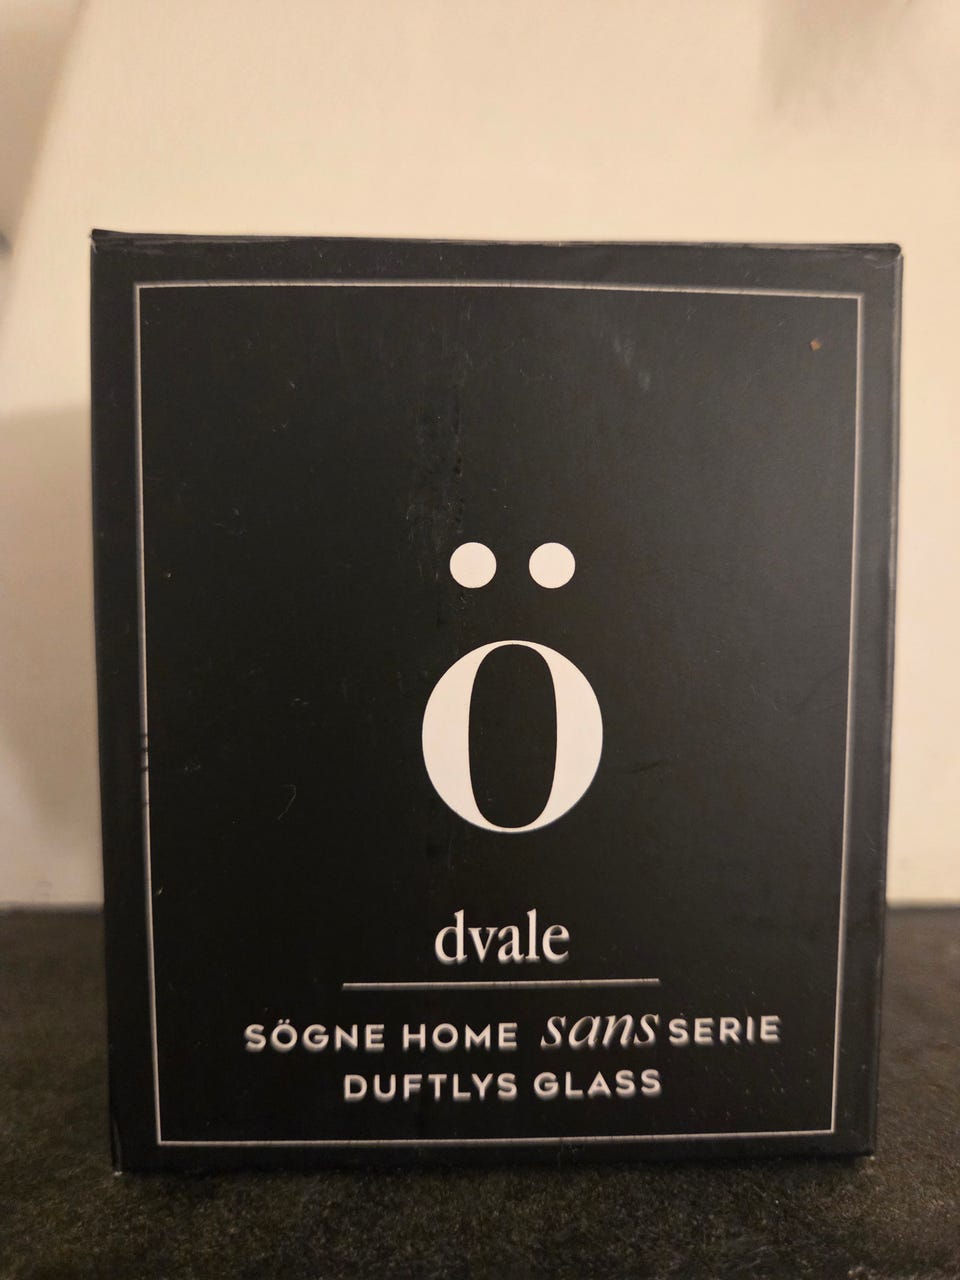 ö
dvale
SÖGNE HOME sans SERIE
DUFTLYS GLASS